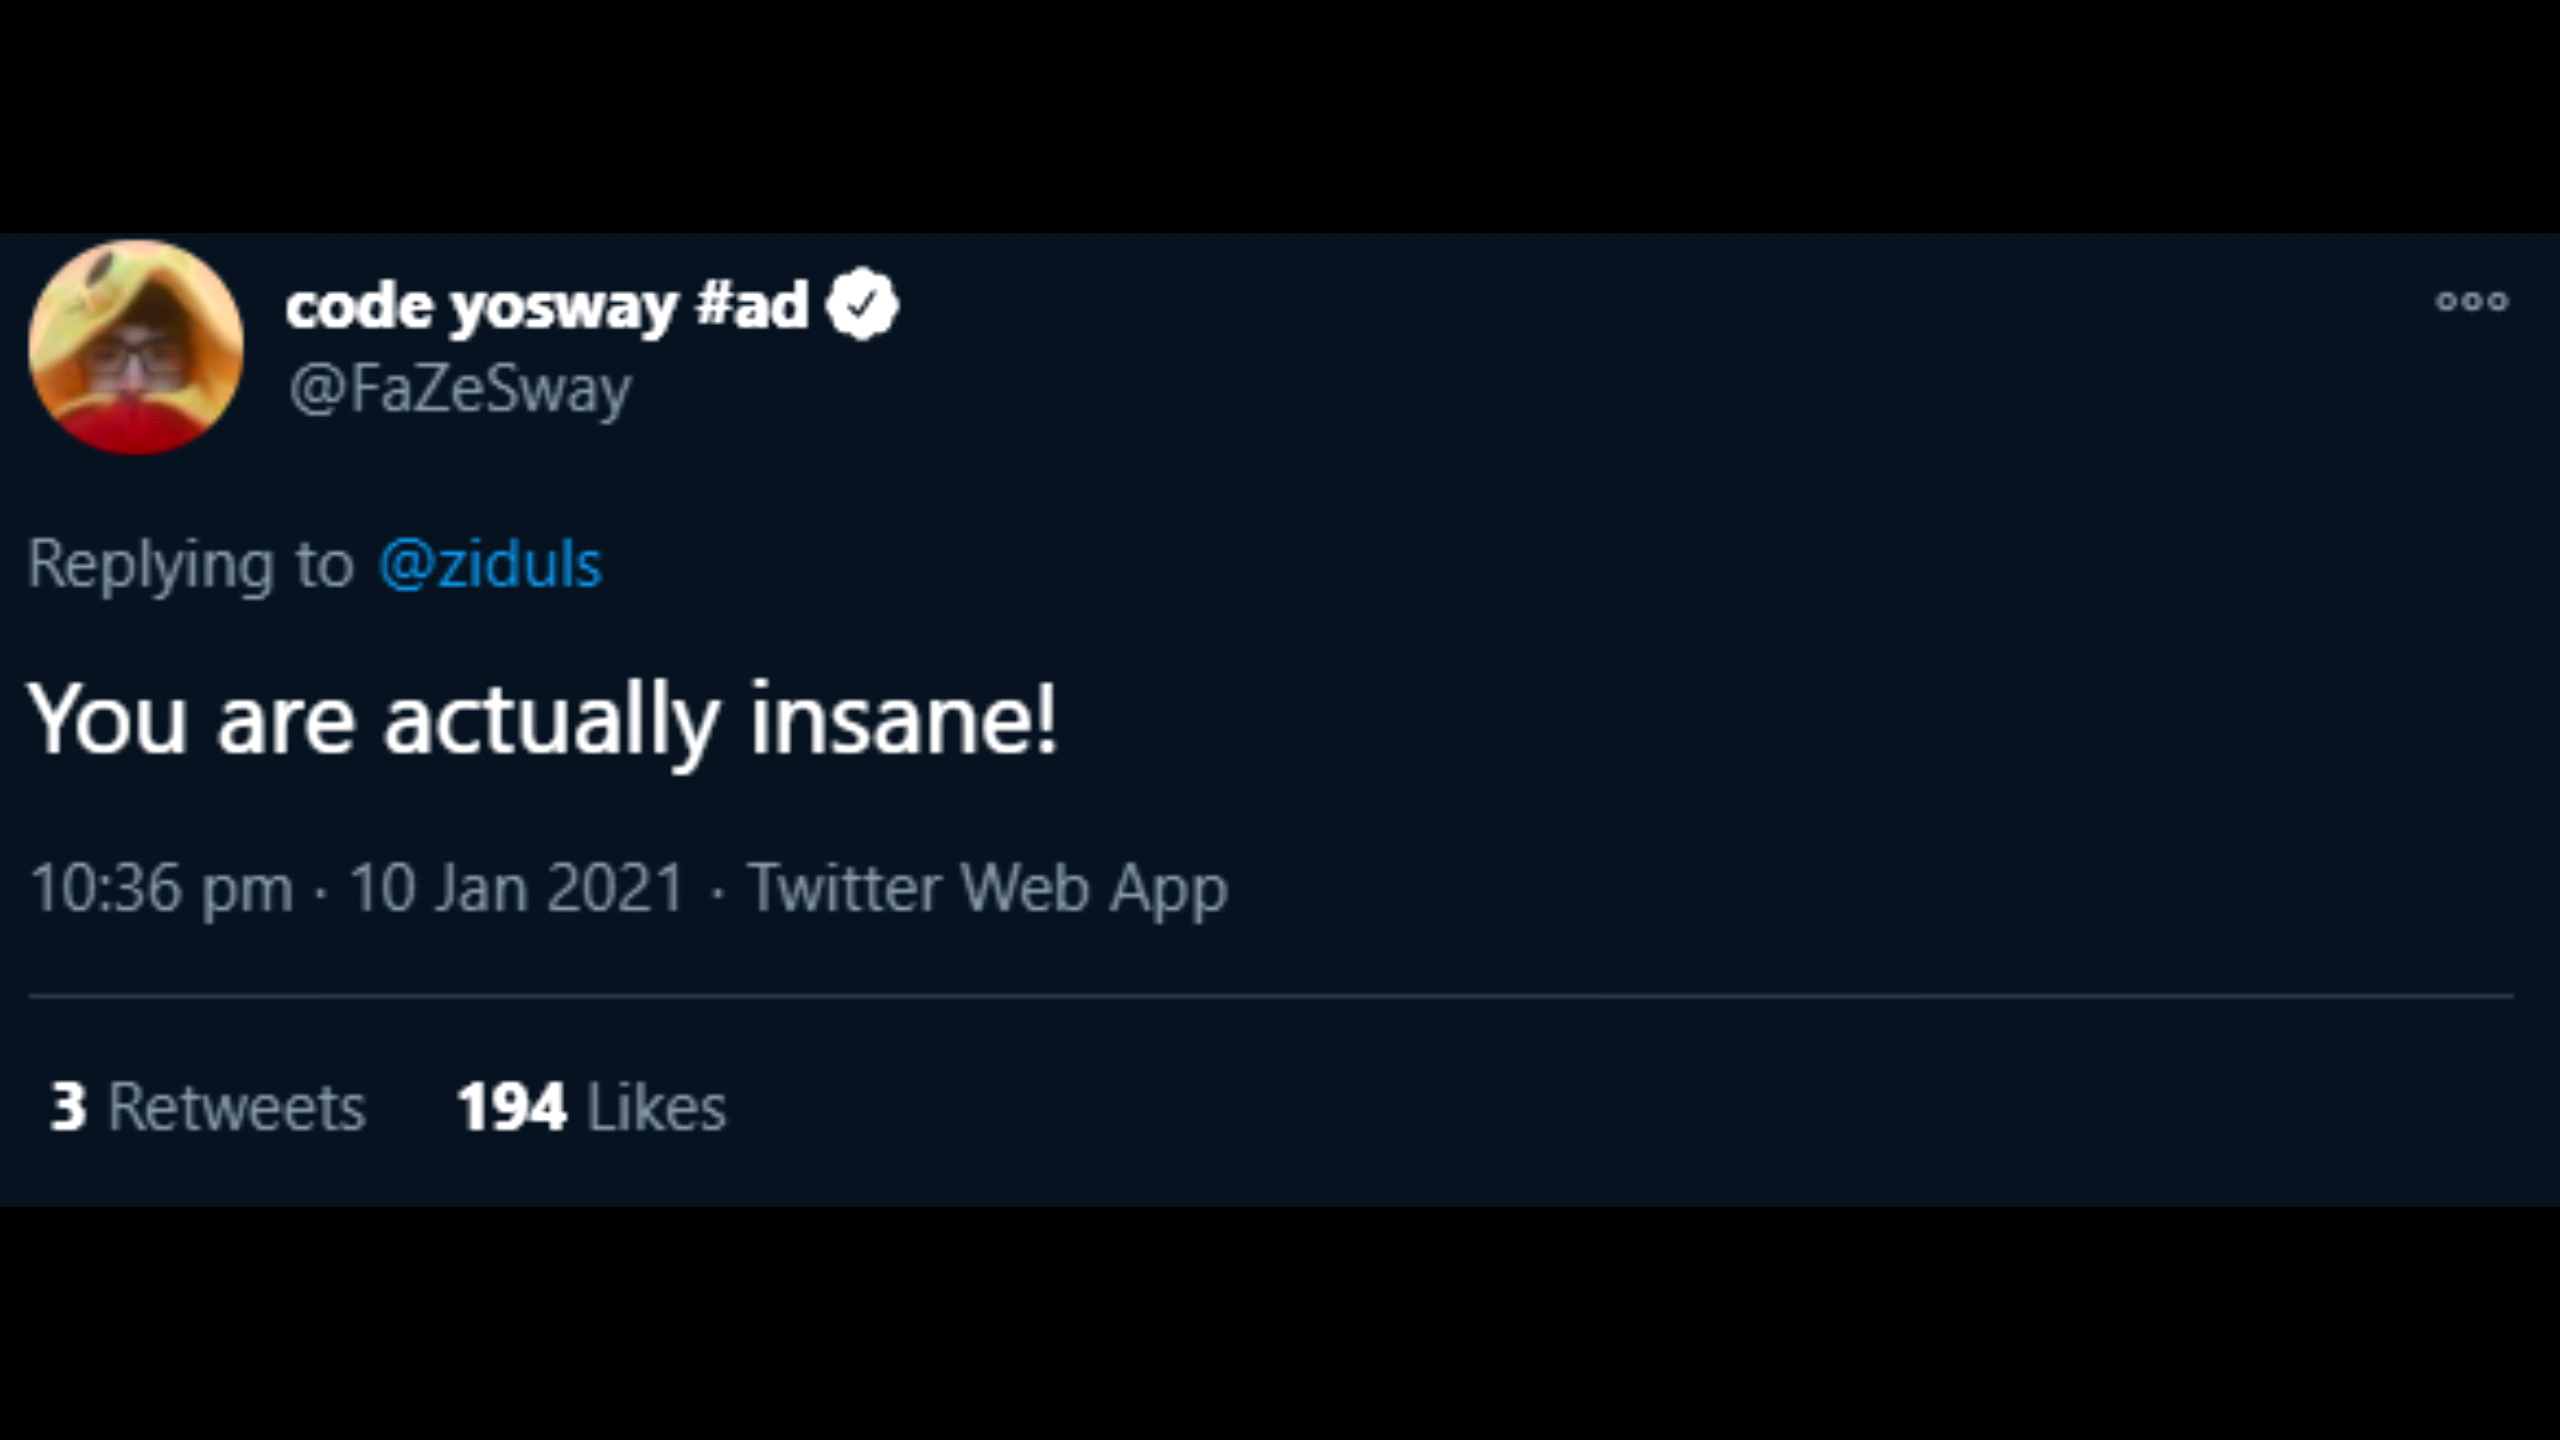 code yosway #ad
@FaZeSway
Replying to @ziduls
You are actually insane!
10:36 pm · 10 Jan 2021 · Twitter Web App
3 Retweets 194 Likes